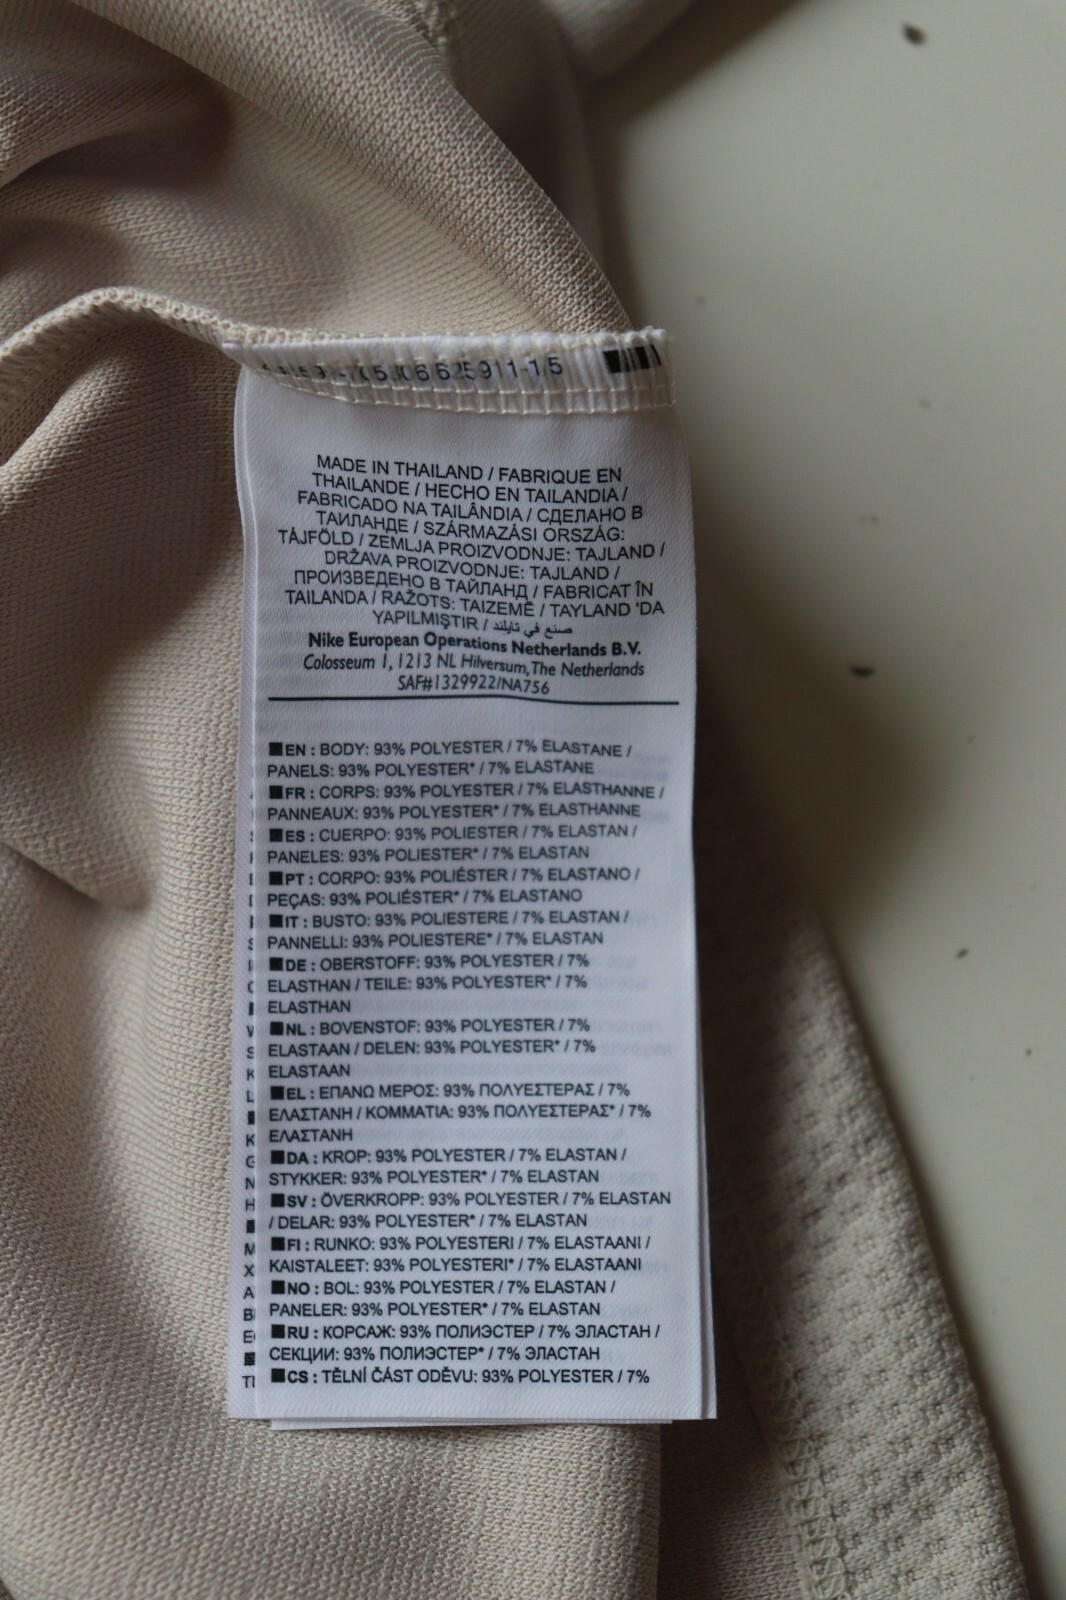 06 625911-1.5
MADE IN THAILAND / FABRIQUE EN
THAILANDE / HECHO EN TAILANDIA /
FABRICADO NA TAILÂNDIA / СДЕЛАНО В
ТАИЛАНДЕ / SZÁRMAZÁSI ORSZÁG:
TÁJFÖLD / ZEMLJA PROIZVODNJE: TAJLAND /
DRŽAVA PROIZVODNJE: TAJLAND /
ПРОИЗВЕДЕНО В ТАЙЛАНД / FABRICAT ÎN
TAILANDA / RAŽOTS: TAIZEMĒ / TAYLAND 'DA
YAPILMIŞTIR / صنع في تايلند
Nike European Operations Netherlands B.V.
Colosseum 1, 1213 NL Hilversum, The Netherlands
SAF#1329922/NA756
■EN : BODY: 93% POLYESTER / 7% ELASTANE /
PANELS: 93% POLYESTER* / 7% ELASTANE
■FR : CORPS: 93% POLYESTER / 7% ELASTHANNE /
PANNEAUX: 93% POLYESTER* / 7% ELASTHANNE
■ES : CUERPO: 93% POLIESTER / 7% ELASTAN /
PANELES: 93% POLIESTER* / 7% ELASTAN
■PT : CORPO: 93% POLIÉSTER / 7% ELASTANO /
PEÇAS: 93% POLIÉSTER* / 7% ELASTANO
■IT : BUSTO: 93% POLIESTERE / 7% ELASTAN /
PANNELLI: 93% POLIESTERE* / 7% ELASTAN
■DE : OBERSTOFF: 93% POLYESTER / 7%
ELASTHAN / TEILE: 93% POLYESTER* / 7%
ELASTHAN
■NL : BOVENSTOF: 93% POLYESTER / 7%
ELASTAAN / DELEN: 93% POLYESTER* / 7%
ELASTAAN
■EL : ΕΠΑΝΩ ΜΕΡΟΣ: 93% ΠΟΛΥΕΣΤΕΡΑΣ / 7%
ΕΛΑΣΤΑΝΗ / ΚΟΜΜΑΤΙΑ: 93% ΠΟΛΥΕΣΤΕΡΑΣ* / 7%
ΕΛΑΣΤΑΝΗ
■DA : KROP: 93% POLYESTER / 7% ELASTAN /
STYKKER: 93% POLYESTER* / 7% ELASTAN
■SV : ÖVERKROPP: 93% POLYESTER / 7% ELASTAN
/ DELAR: 93% POLYESTER* / 7% ELASTAN
■FI : RUNKO: 93% POLYESTERI / 7% ELASTAANI /
KAISTALEET: 93% POLYESTERI* / 7% ELASTAANI
■NO : BOL: 93% POLYESTER / 7% ELASTAN /
PANELER: 93% POLYESTER* / 7% ELASTAN
■RU : КОРСАЖ: 93% ПОЛИЭСТЕР / 7% ЭЛАСТАН /
СЕКЦИИ: 93% ПОЛИЭСТЕР* / 7% ЭЛАСТАН
■CS : TĚLNÍ ČÁST ODĚVU: 93% POLYESTER / 7%